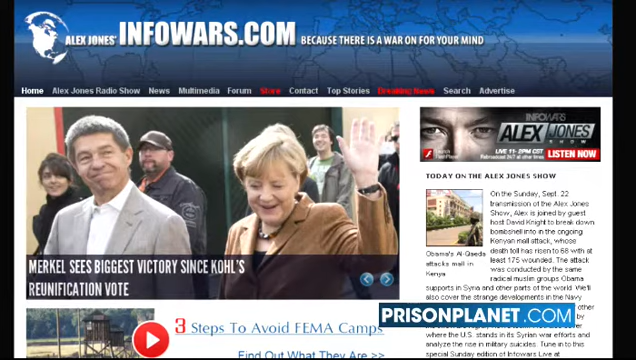 ALEX JONES' INFOWARS.COM BECAUSE THERE IS A WAR ON FOR YOUR MIND
Home Alex Jones Radio Show News Multimedia Forum Store Contact Top Stories Breaking News Search Advertise
MERKEL SEES BIGGEST VICTORY SINCE KOHL'S
REUNIFICATION VOTE
3 Steps To Avoid FEMA Camps
Find Out What They Are >>
INFOWARS
ALEX JONES
SHOW
LIVE 11-2PM CST
LISTEN NOW
TODAY ON THE ALEX JONES SHOW
On the Sunday, Sept. 22
transmission of the Alex Jones
Show, Alex is joined by guest
host David Knight to break down
bombshell into in the ongoing
Kenyan mall attack, whose
death toll has risen to 68 with at
least 175 wounded. The attack
was conducted by the same
radical muslim groups Obama
Obama's Al-Qaeda
attacks mall in
Kenya
supports in Syria and other parts of the world. We'll
also cover the strange developments in the Navy
other
PRISONPLANET.COM
where the U.S. stands in its Syrian war efforts and
analyze the rise in military suicides. Tune in to this
special Sunday edition of Infowars Live at